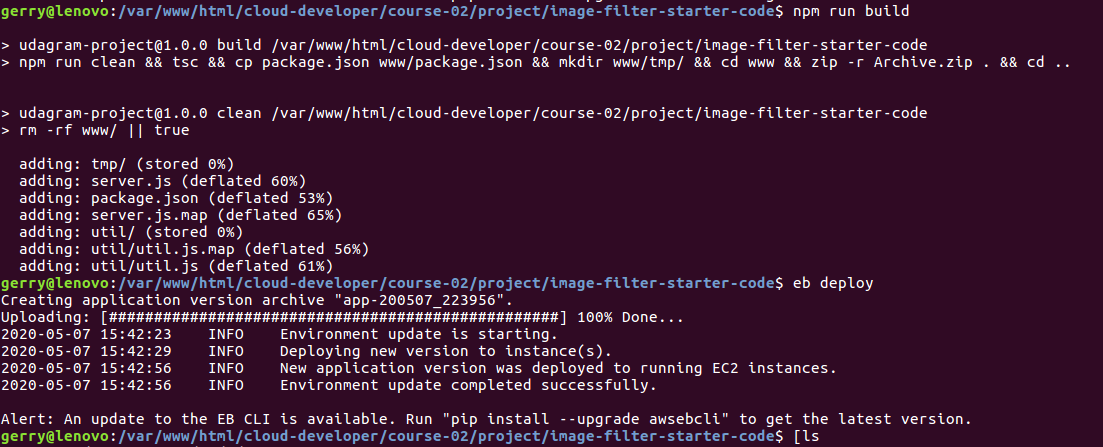 gerry@lenovo:/var/www/html/cloud-developer/course-02/project/image-filter-starter-code$ npm run build
> udagram-project@1.0.0 build /var/www/html/cloud-developer/course-02/project/image-filter-starter-code
> npm run clean && tsc && cp package.json www/package.json && mkdir www/tmp/ && cd www && zip -r Archive.zip . && cd ..
> udagram-project@1.0.0 clean /var/www/html/cloud-developer/course-02/project/image-filter-starter-code
> rm -rf www/ || true
adding: tmp/ (stored 0%)
adding: server.js (deflated 60%)
adding: package.json (deflated 53%)
adding: server.js.map (deflated 65%)
adding: util/ (stored 0%)
adding: util/util.js.map (deflated 56%)
adding: util/util.js (deflated 61%)
gerry@lenovo:/var/www/html/cloud-developer/course-02/project/image-filter-starter-code$ eb deploy
Creating application version archive "app-200507_223956".
Uploading: [##################################################] 100% Done...
2020-05-07 15:42:23    INFO    Environment update is starting.
2020-05-07 15:42:29    INFO    Deploying new version to instance(s).
2020-05-07 15:42:56    INFO    New application version was deployed to running EC2 instances.
2020-05-07 15:42:56    INFO    Environment update completed successfully.
Alert: An update to the EB CLI is available. Run "pip install --upgrade awsebcli" to get the latest version.
gerry@lenovo:/var/www/html/cloud-developer/course-02/project/image-filter-starter-code$ [ls